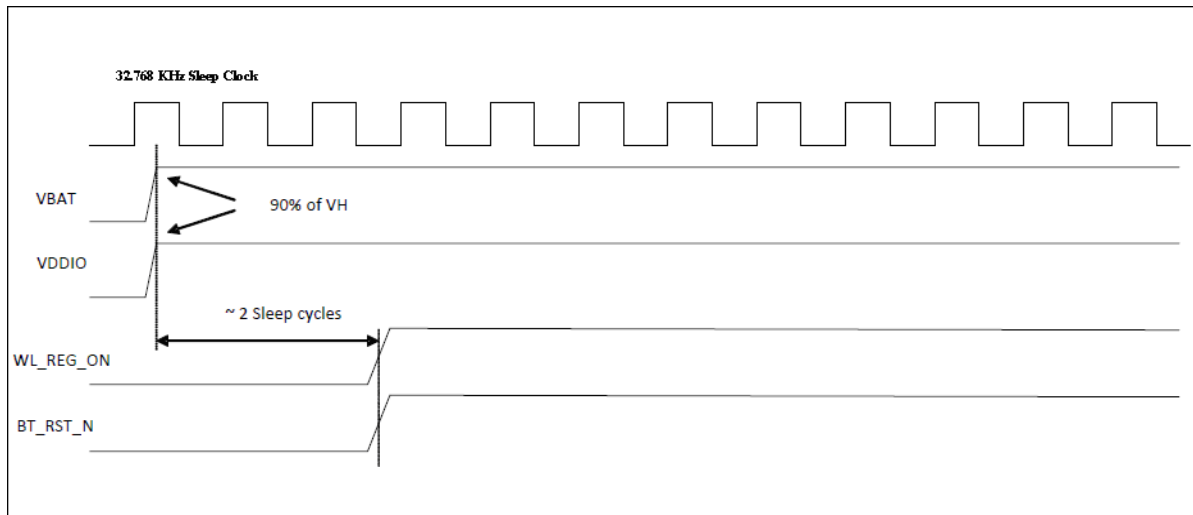 32.768 KHz Sleep Clock
VBAT
90% of VH
VDDIO
~ 2 Sleep cycles
WL_REG_ON
BT_RST_N